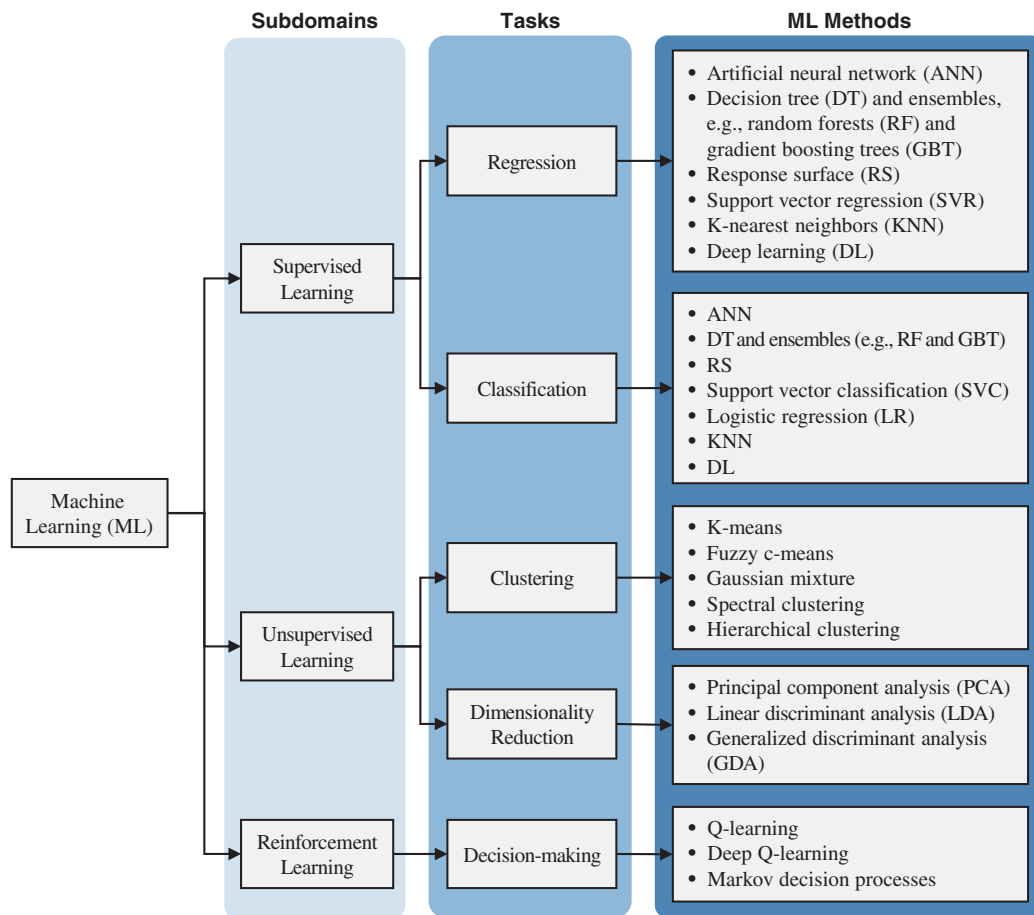 Subdomains
Tasks
ML Methods
Machine
Learning (ML)
Supervised
Learning
Regression
• Artificial neural network (ANN)
• Decision tree (DT) and ensembles,
e.g., random forests (RF) and
gradient boosting trees (GBT)
• Response surface (RS)
• Support vector regression (SVR)
• K-nearest neighbors (KNN)
• Deep learning (DL)
Classification
• ANN
• DT and ensembles (e.g., RF and GBT)
• RS
• Support vector classification (SVC)
• Logistic regression (LR)
• KNN
• DL
Unsupervised
Learning
Clustering
• K-means
• Fuzzy c-means
• Gaussian mixture
• Spectral clustering
• Hierarchical clustering
Dimensionality
Reduction
• Principal component analysis (PCA)
• Linear discriminant analysis (LDA)
• Generalized discriminant analysis
(GDA)
Reinforcement
Learning
Decision-making
• Q-learning
• Deep Q-learning
• Markov decision processes